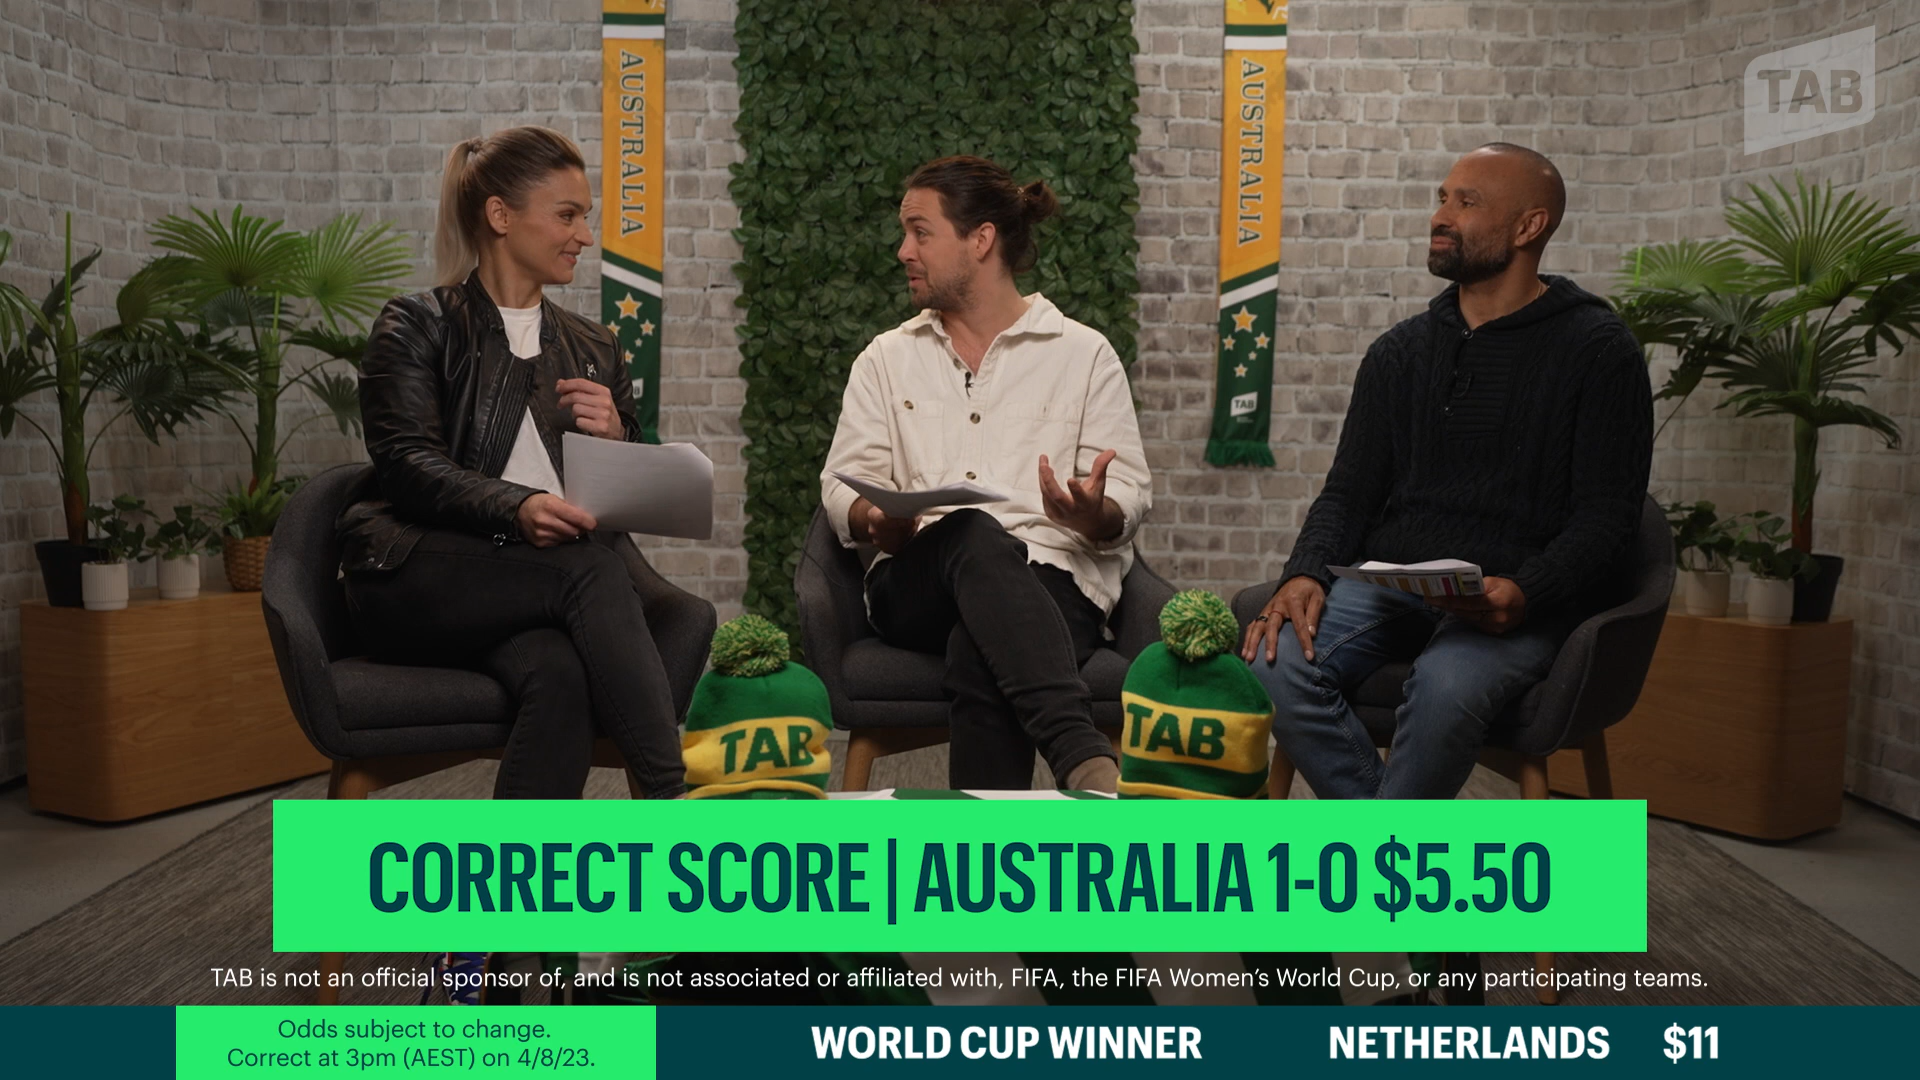 AUSTRALIA
AUSTRALIA
TAB
TAB
TAB
TAB
CORRECT SCORE | AUSTRALIA 1-0 $5.50
TAB is not an official sponsor of, and is not associated or affiliated with, FIFA, the FIFA Women's World Cup, or any participating teams.
Odds subject to change.
Correct at 3pm (AEST) on 4/8/23.
WORLD CUP WINNER NETHERLANDS $11